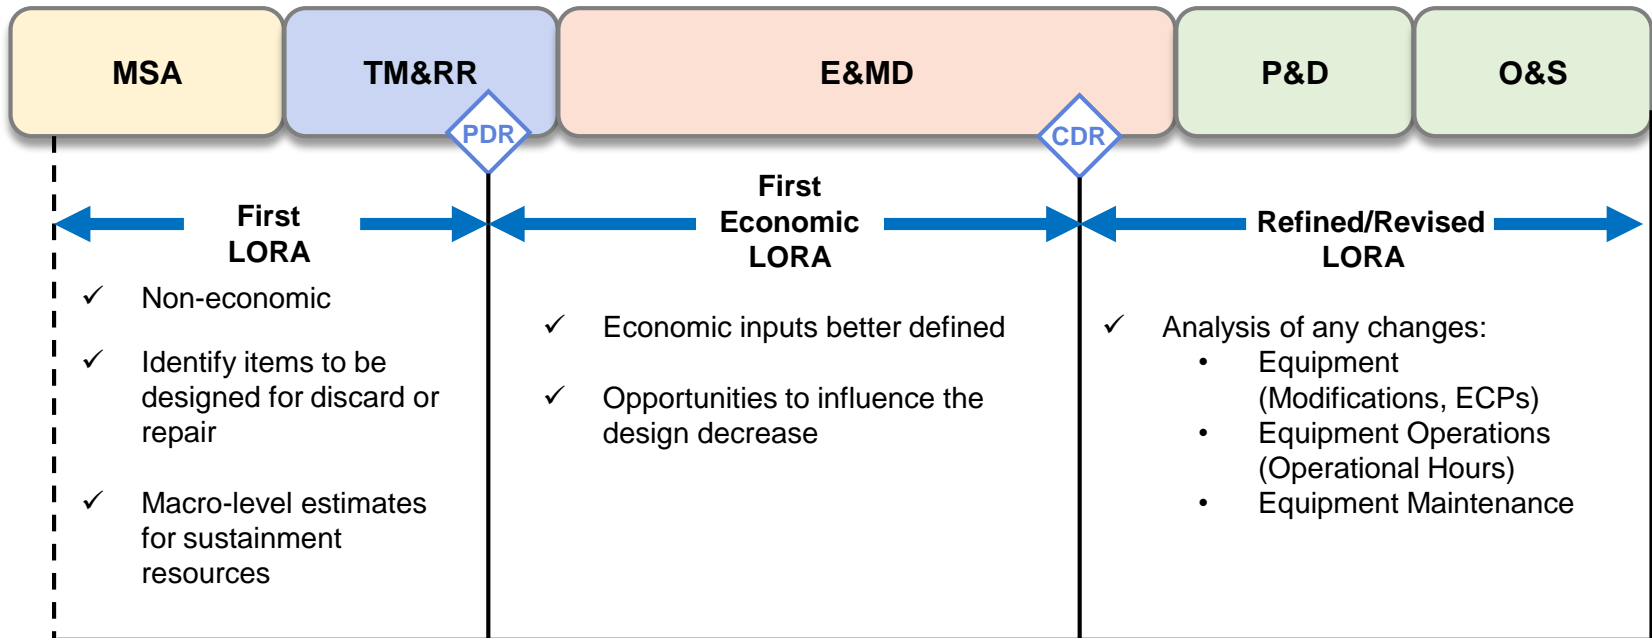 MSA
TM&RR
E&MD
P&D
O&S
PDR
CDR
First
LORA
✓ Non-economic
✓ Identify items to be
designed for discard or
repair
✓ Macro-level estimates
for sustainment
resources
First
Economic
LORA
✓ Economic inputs better defined
✓ Opportunities to influence the
design decrease
Refined/Revised
LORA
✓ Analysis of any changes:
• Equipment
(Modifications, ECPs)
• Equipment Operations
(Operational Hours)
• Equipment Maintenance